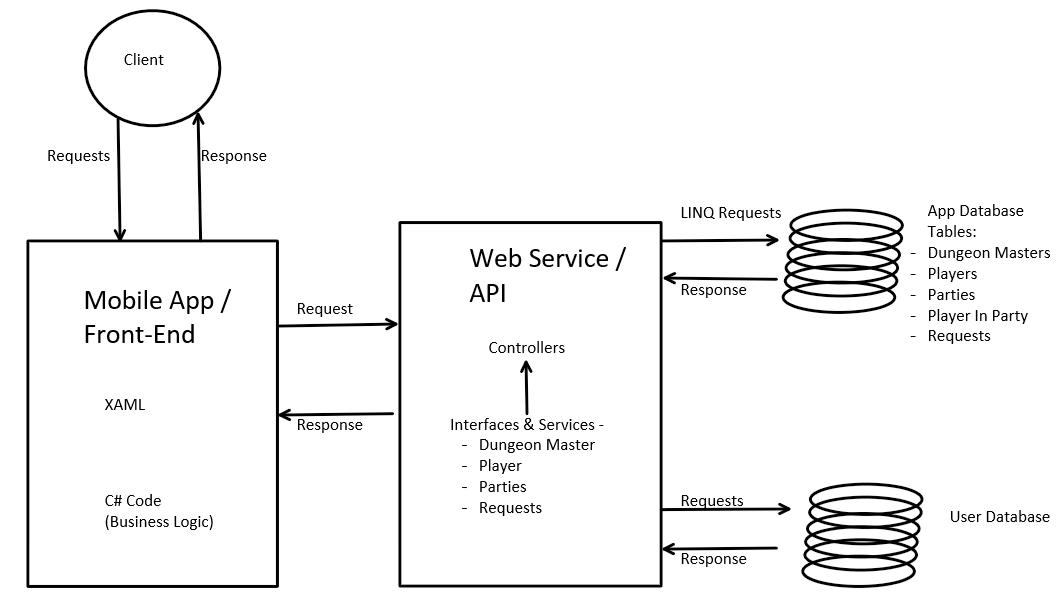 Client
Requests
Response
Mobile App /
Front-End
XAML
C# Code
(Business Logic)
Request
Response
Web Service /
API
Controllers
Interfaces & Services -
- Dungeon Master
- Player
- Parties
- Requests
LINQ Requests
Response
App Database
Tables:
- Dungeon Masters
- Players
- Parties
- Player In Party
- Requests
Requests
Response
User Database